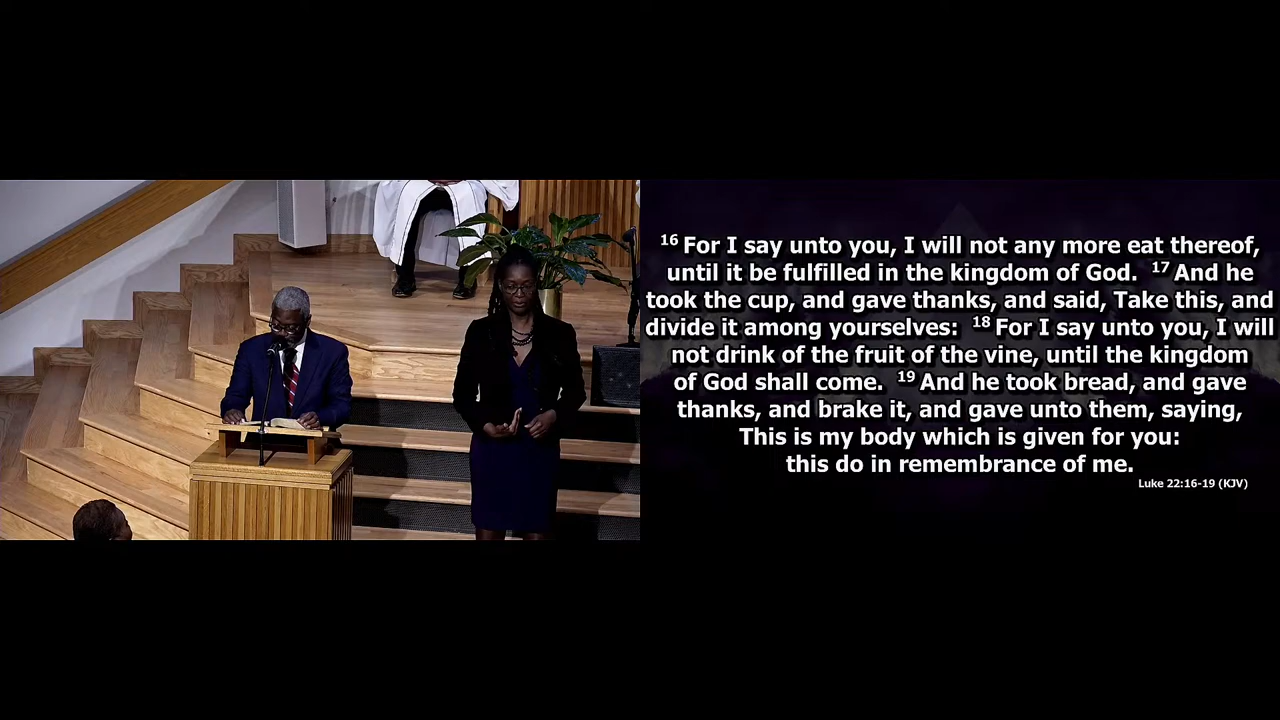 16 For I say unto you, I will not any more eat thereof,
until it be fulfilled in the kingdom of God. 17 And he
took the cup, and gave thanks, and said, Take this, and
divide it among yourselves: 18 For I say unto you, I will
not drink of the fruit of the vine, until the kingdom
of God shall come. 19 And he took bread, and gave
thanks, and brake it, and gave unto them, saying,
This is my body which is given for you:
this do in remembrance of me.
Luke 22:16-19 (KJV)